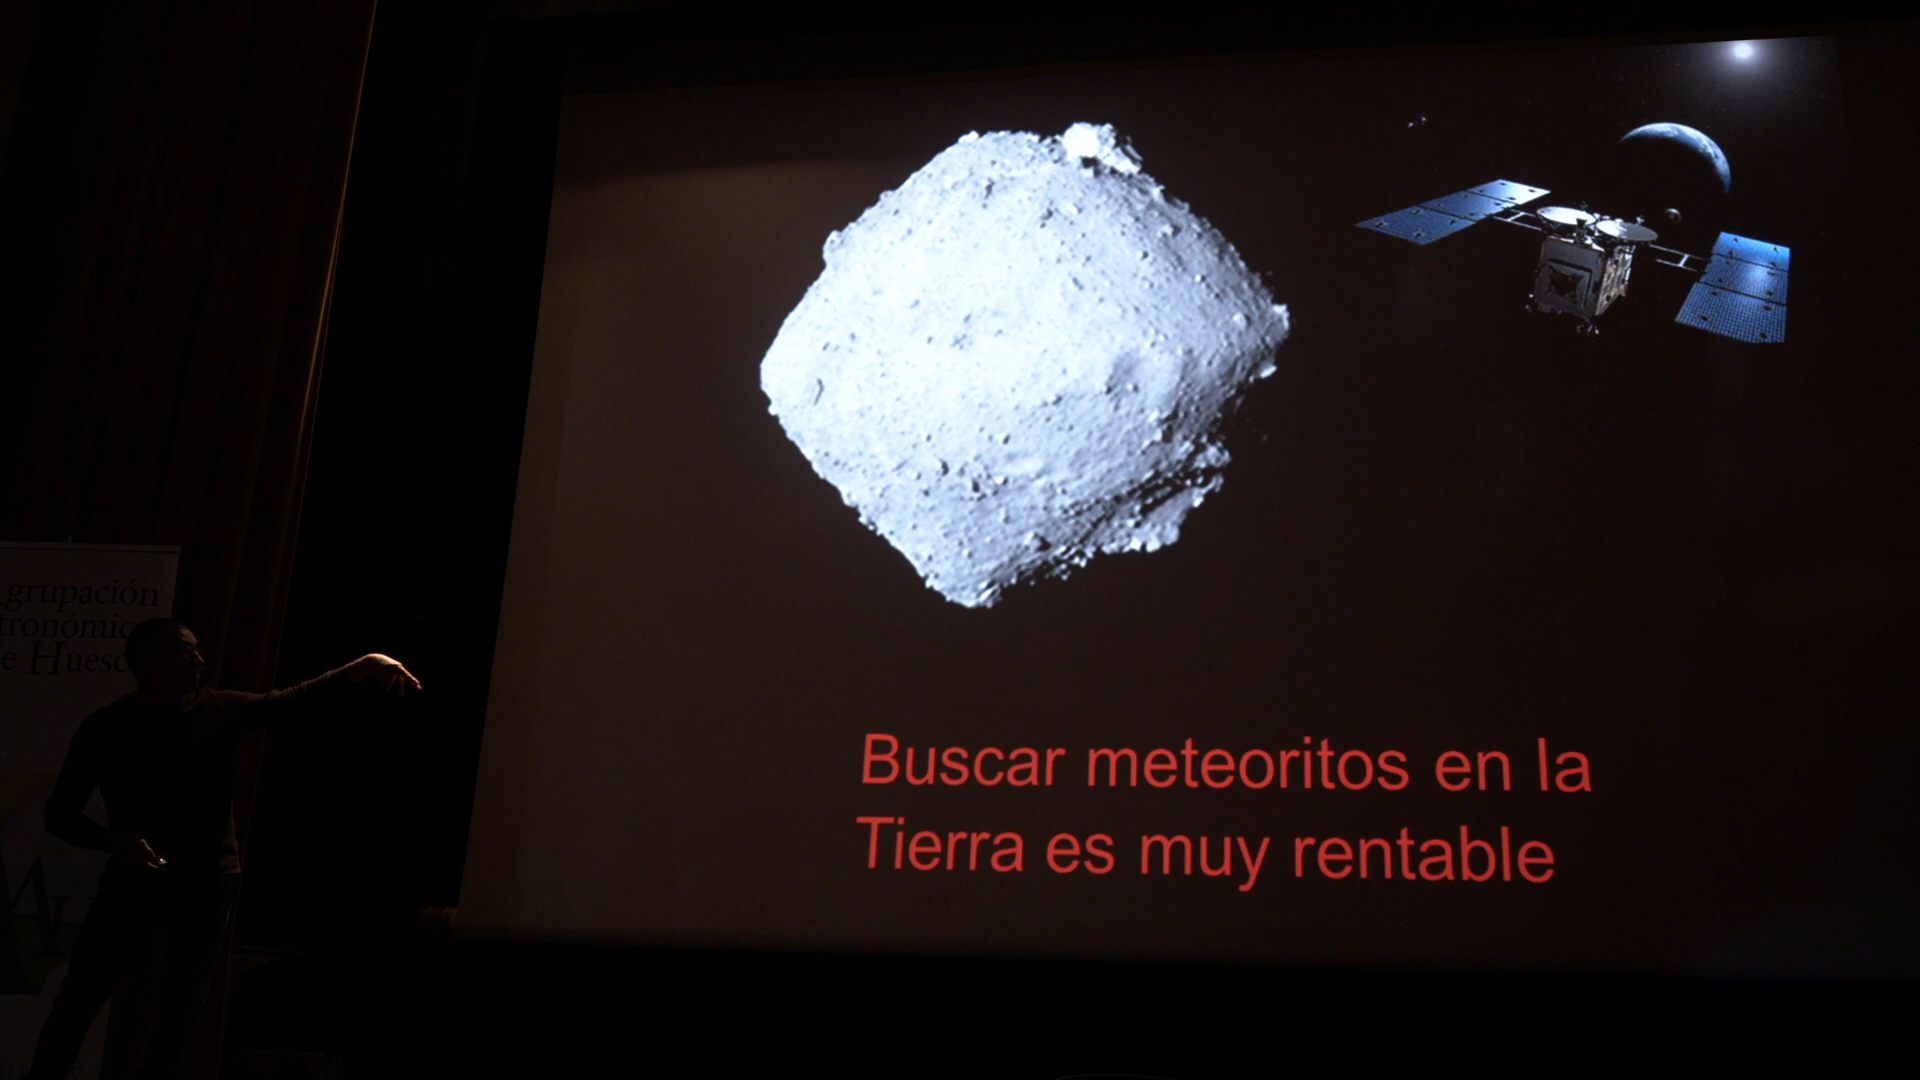 grupación
tronómic
e Huesc
Buscar meteoritos en la
Tierra es muy rentable